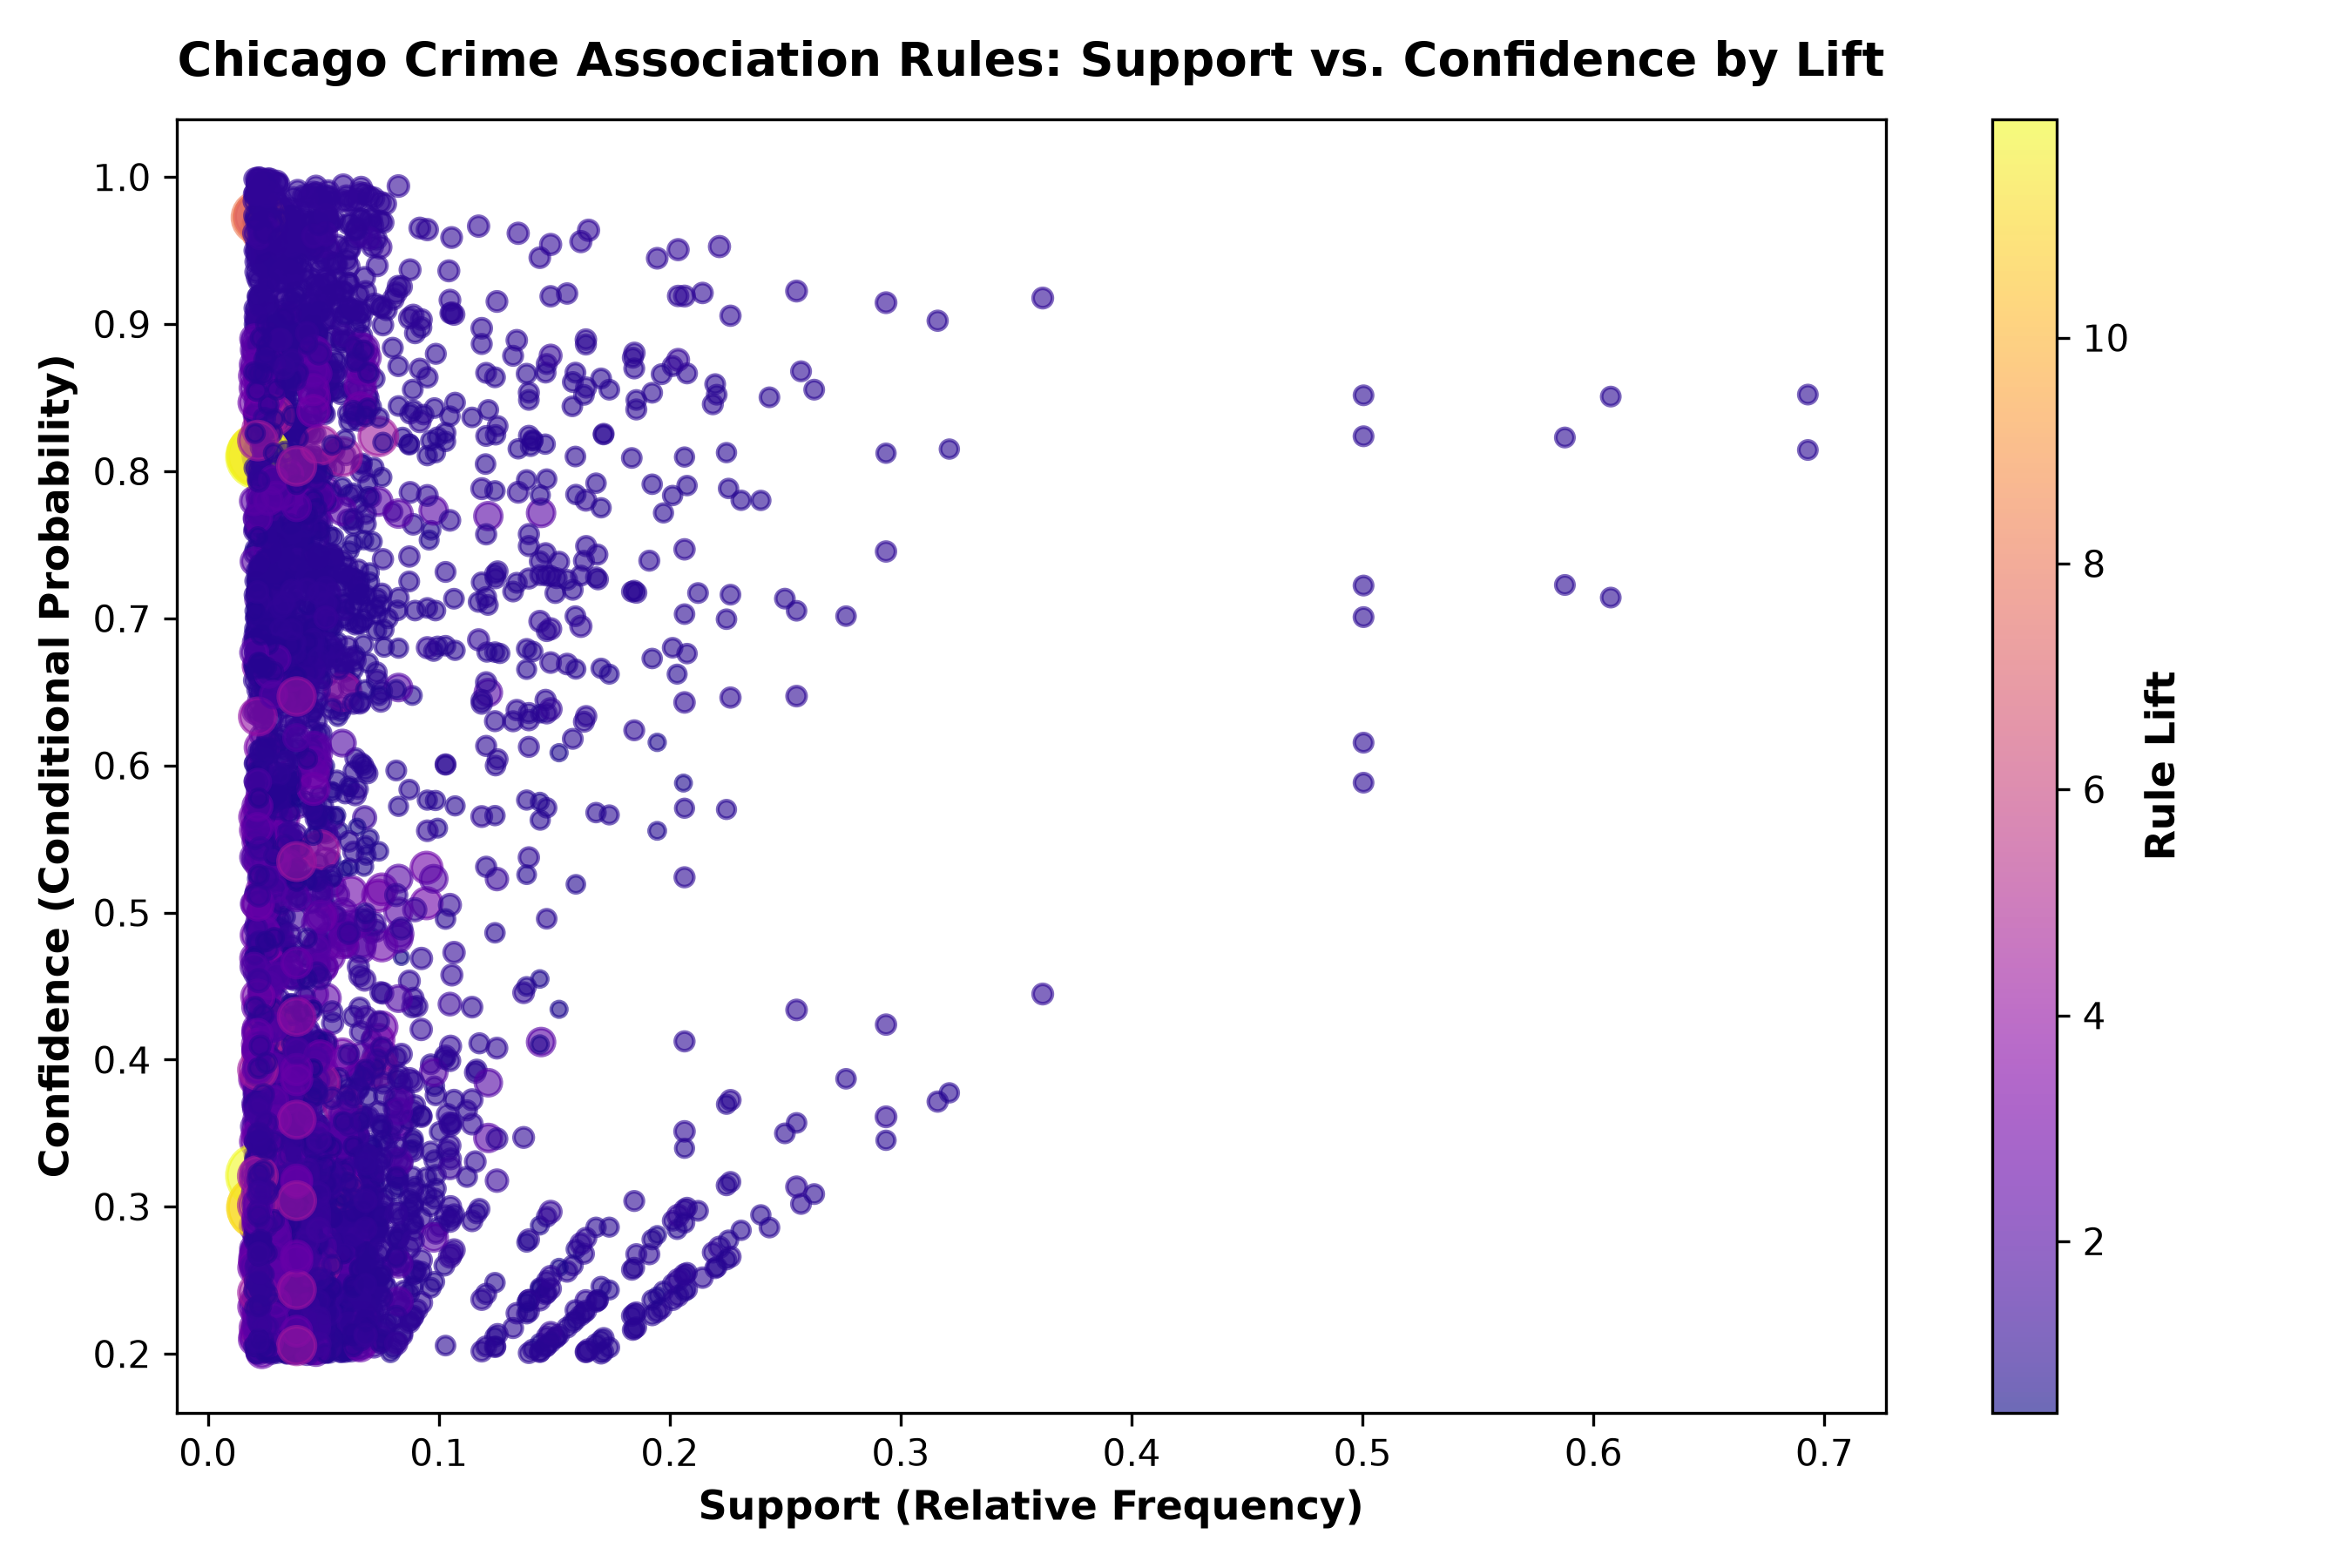 Chicago Crime Association Rules: Support vs. Confidence by Lift
Confidence (Conditional Probability)
1.0
0.9
0.8
0.7
0.6
0.5
0.4
0.3
0.2
0.0 0.1 0.2 0.3 0.4 0.5 0.6 0.7
Support (Relative Frequency)
10
8
6
4
2
Rule Lift